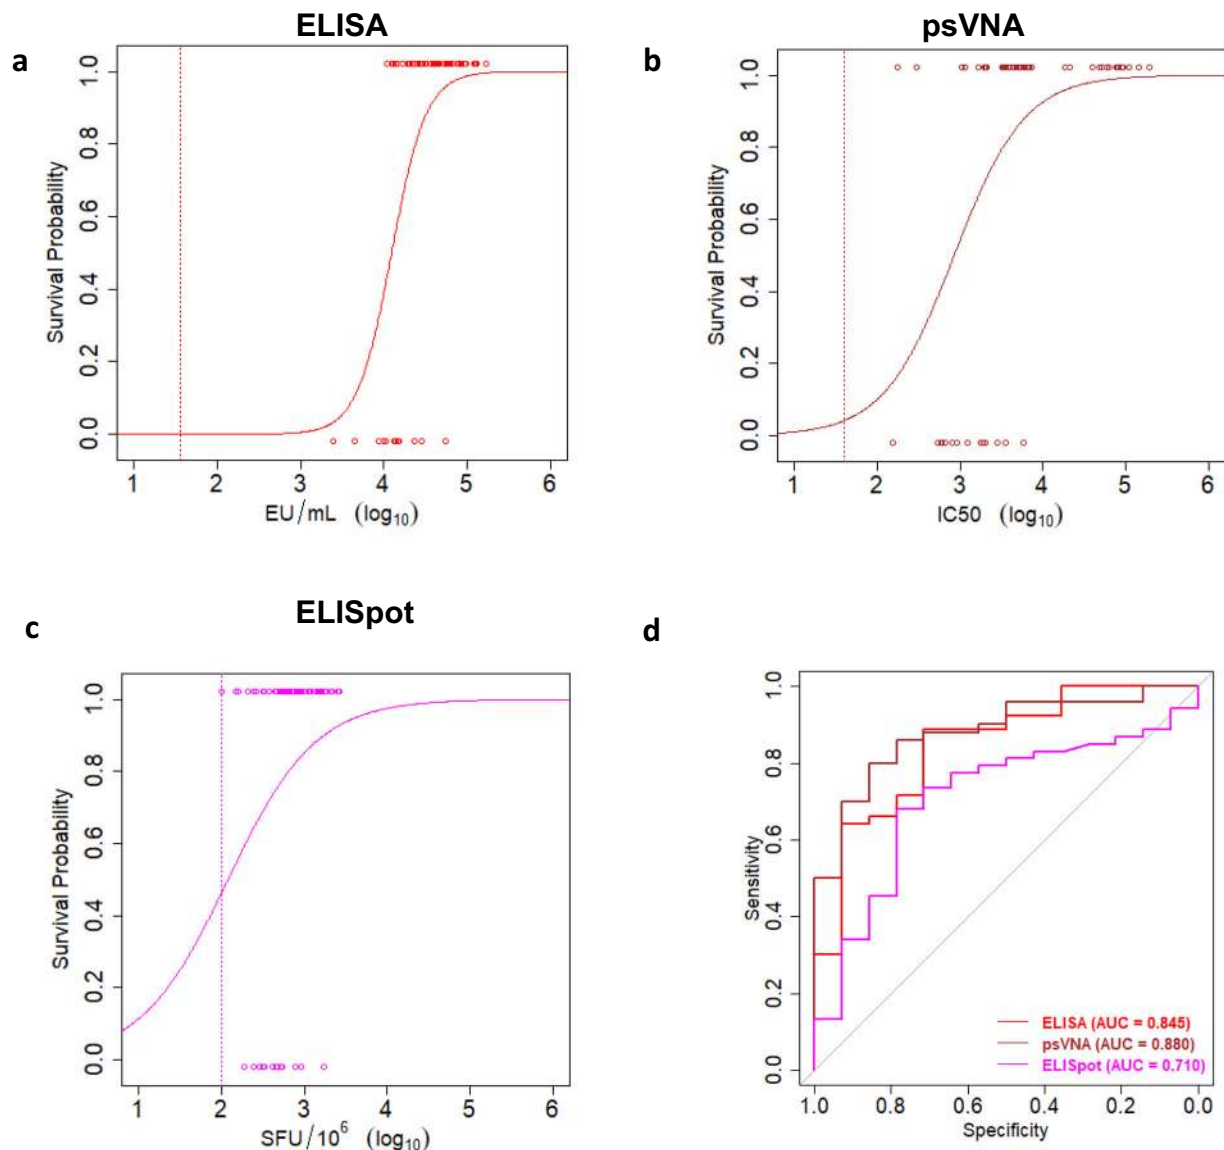 ELISA
a
Survival Probability
0.0 0.2 0.4 0.6 0.8 1.0
1 2 3 4 5 6
EU/mL (log10)
psVNA
b
Survival Probability
0.0 0.2 0.4 0.6 0.8 1.0
1 2 3 4 5 6
IC50 (log10)
ELISpot
c
Survival Probability
0.0 0.2 0.4 0.6 0.8 1.0
1 2 3 4 5 6
SFU/10^6 (log10)
d
Sensitivity
0.0 0.2 0.4 0.6 0.8 1.0
ELISA (AUC = 0.845)
psVNA (AUC = 0.880)
ELISpot (AUC = 0.710)
1.0 0.8 0.6 0.4 0.2 0.0
Specificity